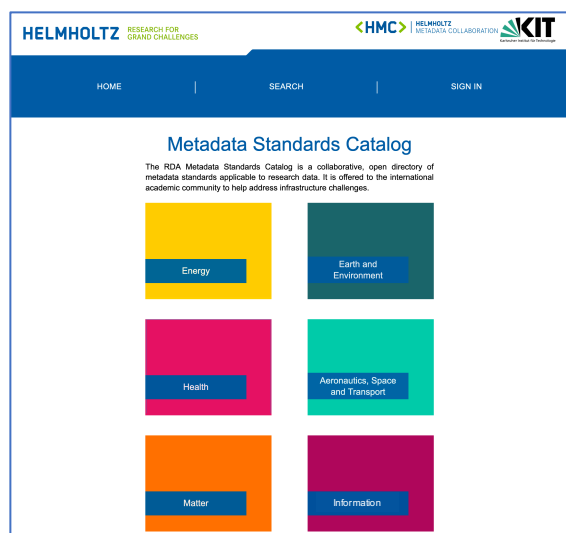 HELMHOLTZ RESEARCH FOR
GRAND CHALLENGES
<HMC> HELMHOLTZ
METADATA COLLABORATION
KIT
Karlsruher Institut für Technologie
HOME | SEARCH | SIGN IN
Metadata Standards Catalog
The RDA Metadata Standards Catalog is a collaborative, open directory of
metadata standards applicable to research data. It is offered to the international
academic community to help address infrastructure challenges.
Energy
Earth and
Environment
Health
Aeronautics, Space
and Transport
Matter
Information